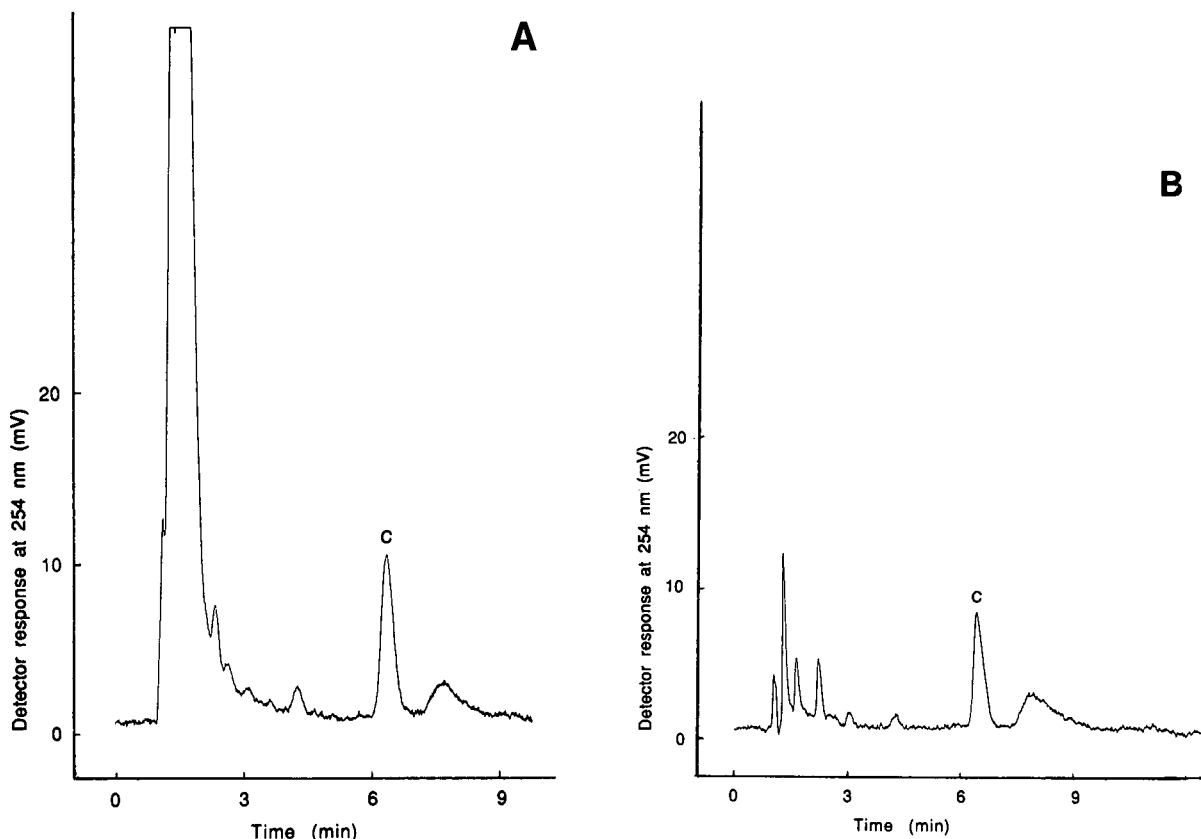 A
Detector response at 254 nm (mV)
20
10
0
C
0 3 6 9
Time (min)
B
Detector response at 254 nm (mV)
20
10
0
C
0 3 6 9
Time (min)